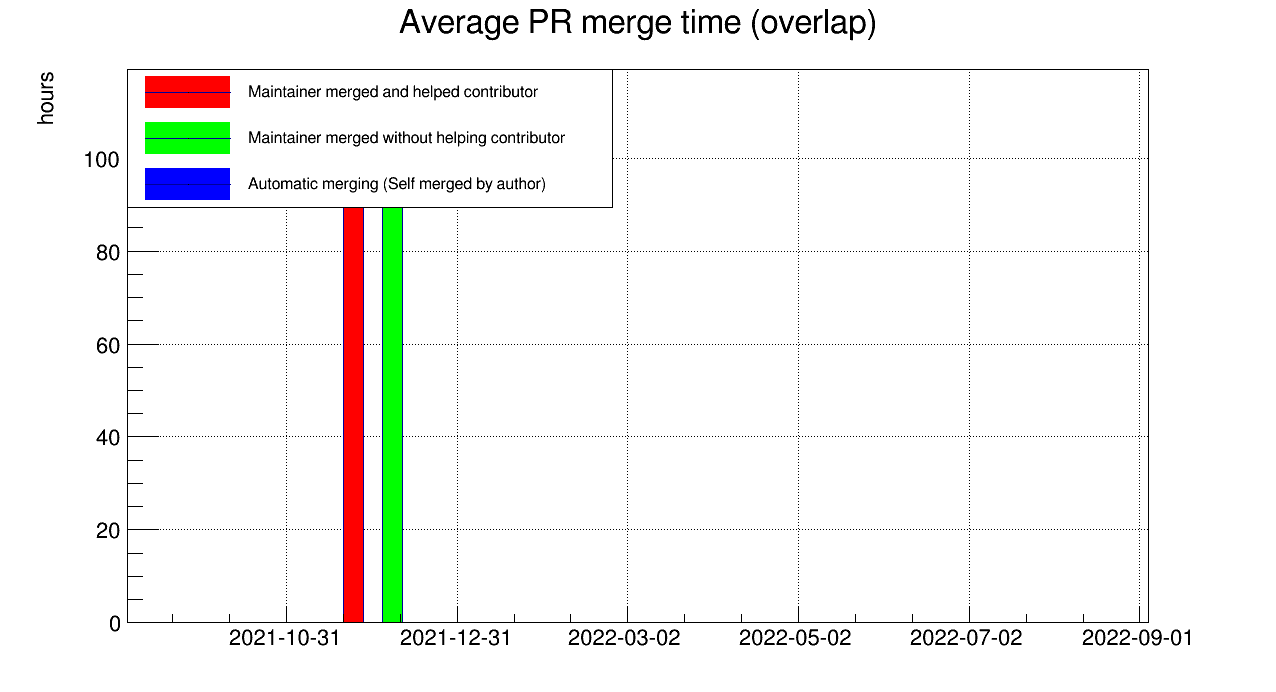 Average PR merge time (overlap)
hours
Maintainer merged and helped contributor
Maintainer merged without helping contributor
Automatic merging (Self merged by author)
100
80
60
40
20
0
2021-10-31 2021-12-31 2022-03-02 2022-05-02 2022-07-02 2022-09-01